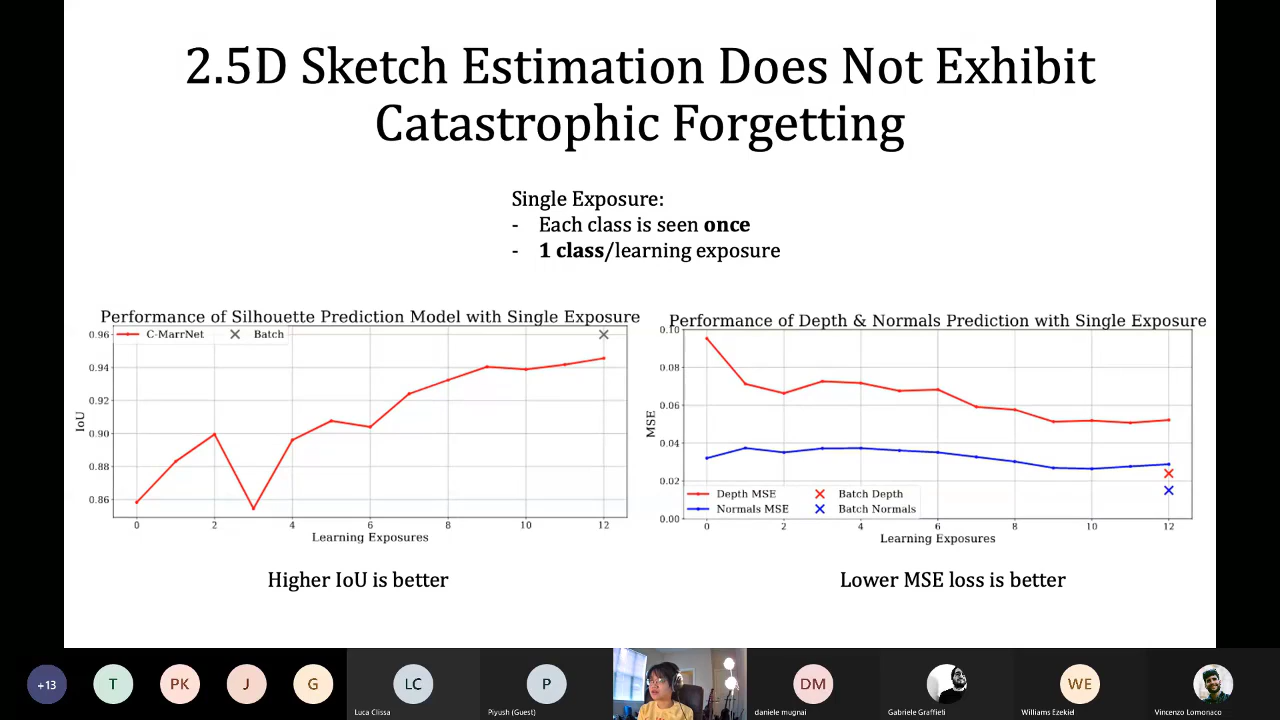 2.5D Sketch Estimation Does Not Exhibit
Catastrophic Forgetting
Single Exposure:
- Each class is seen once
- 1 class/learning exposure
Performance of Silhouette Prediction Model with Single Exposure
C-MarrNet
Batch
0.96
0.94
0.92
0.90
0.88
0.86
IoU
0 2 4 6 8 10 12
Learning Exposures
Higher IoU is better
Performance of Depth & Normals Prediction with Single Exposure
0.10
0.08
0.06
0.04
0.02
0.00
MSE
Depth MSE
Batch Depth
Normals MSE
Batch Normals
0 2 4 6 8 10 12
Learning Exposures
Lower MSE loss is better
+13
T
PK
J
G
LC
Luca Clissa
P
Piyush (Guest)
DM
daniele mugnai
Gabriele Graffieti
WE
Williams Ezekiel
Vincenzo Lomonaco